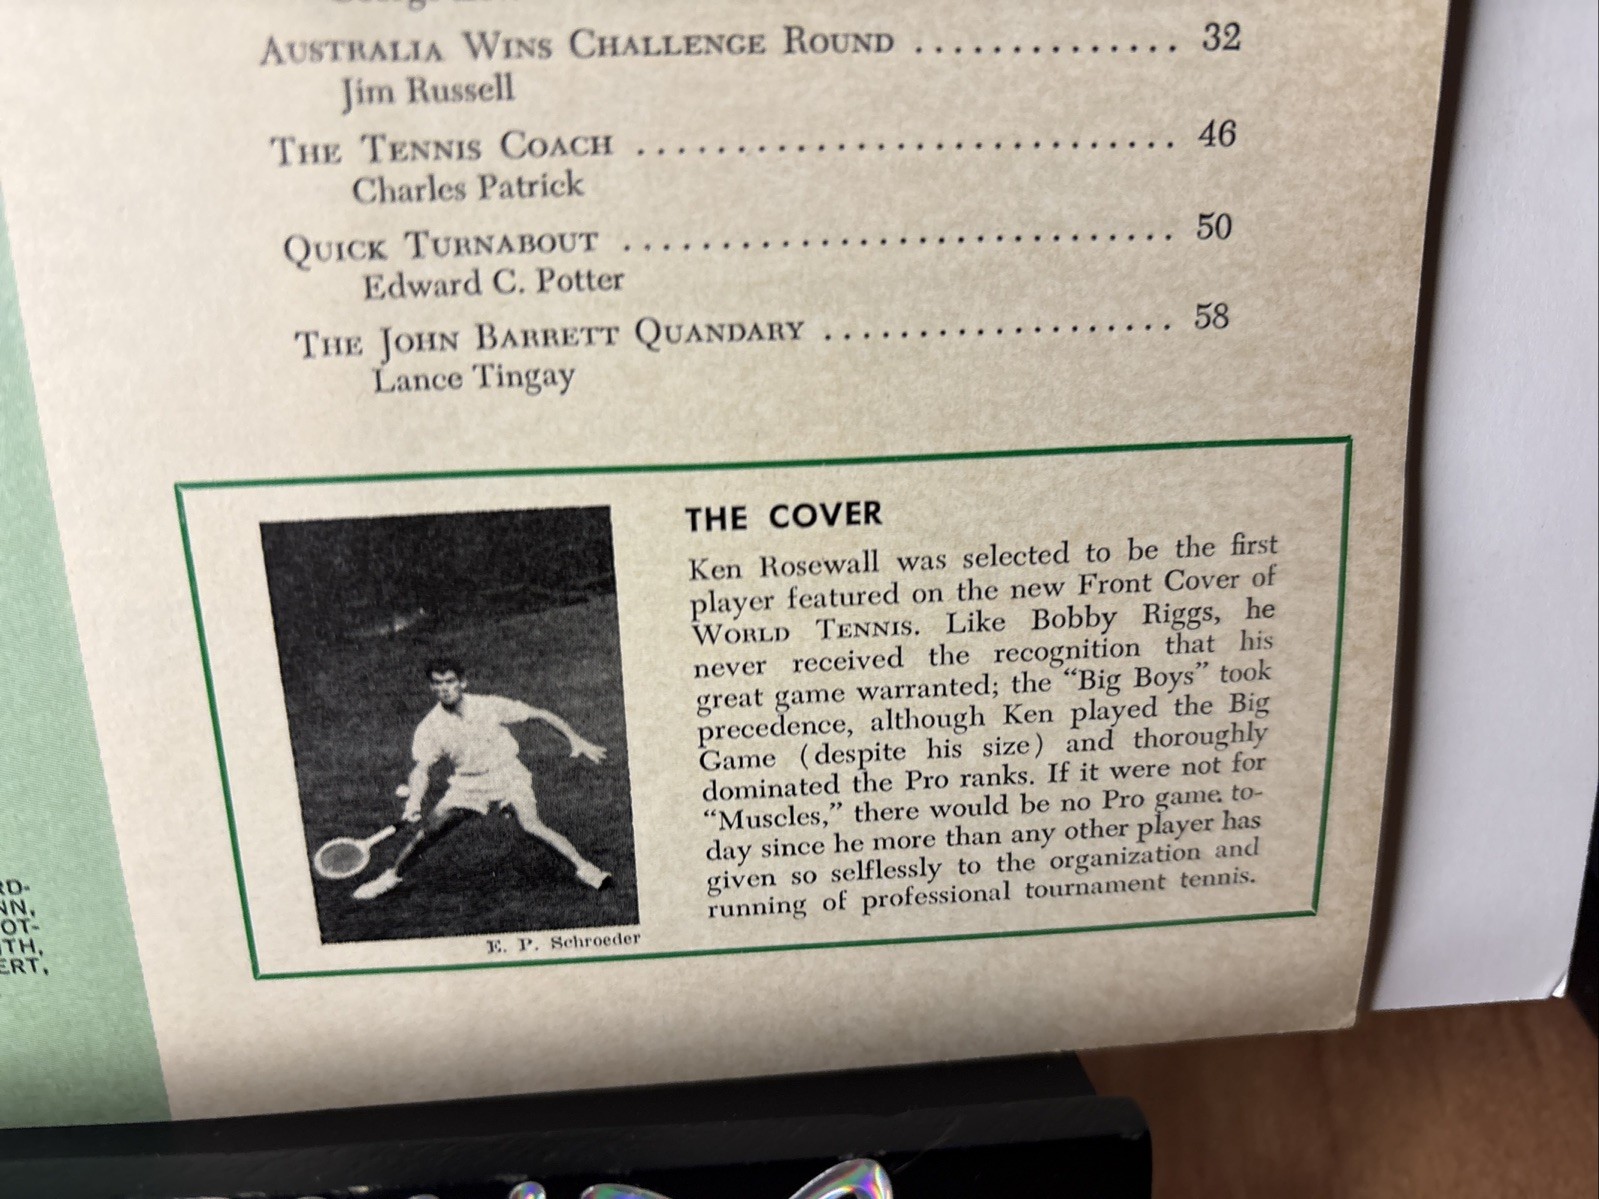 AUSTRALIA WINS CHALLENGE ROUND .............. 32
Jim Russell
THE TENNIS COACH ............................ 46
Charles Patrick
QUICK TURNABOUT ............................. 50
Edward C. Potter
THE JOHN BARRETT QUANDARY ................... 58
Lance Tingay
THE COVER
Ken Rosewall was selected to be the first
player featured on the new Front Cover of
WORLD TENNIS. Like Bobby Riggs, he
never received the recognition that his
great game warranted; the “Big Boys” took
precedence, although Ken played the Big
Game (despite his size) and thoroughly
dominated the Pro ranks. If it were not for
“Muscles,” there would be no Pro game to-
day since he more than any other player has
given so selflessly to the organization and
running of professional tournament tennis.
E. P. Schroeder
RD-
NN,
OT-
ITH,
ERT,